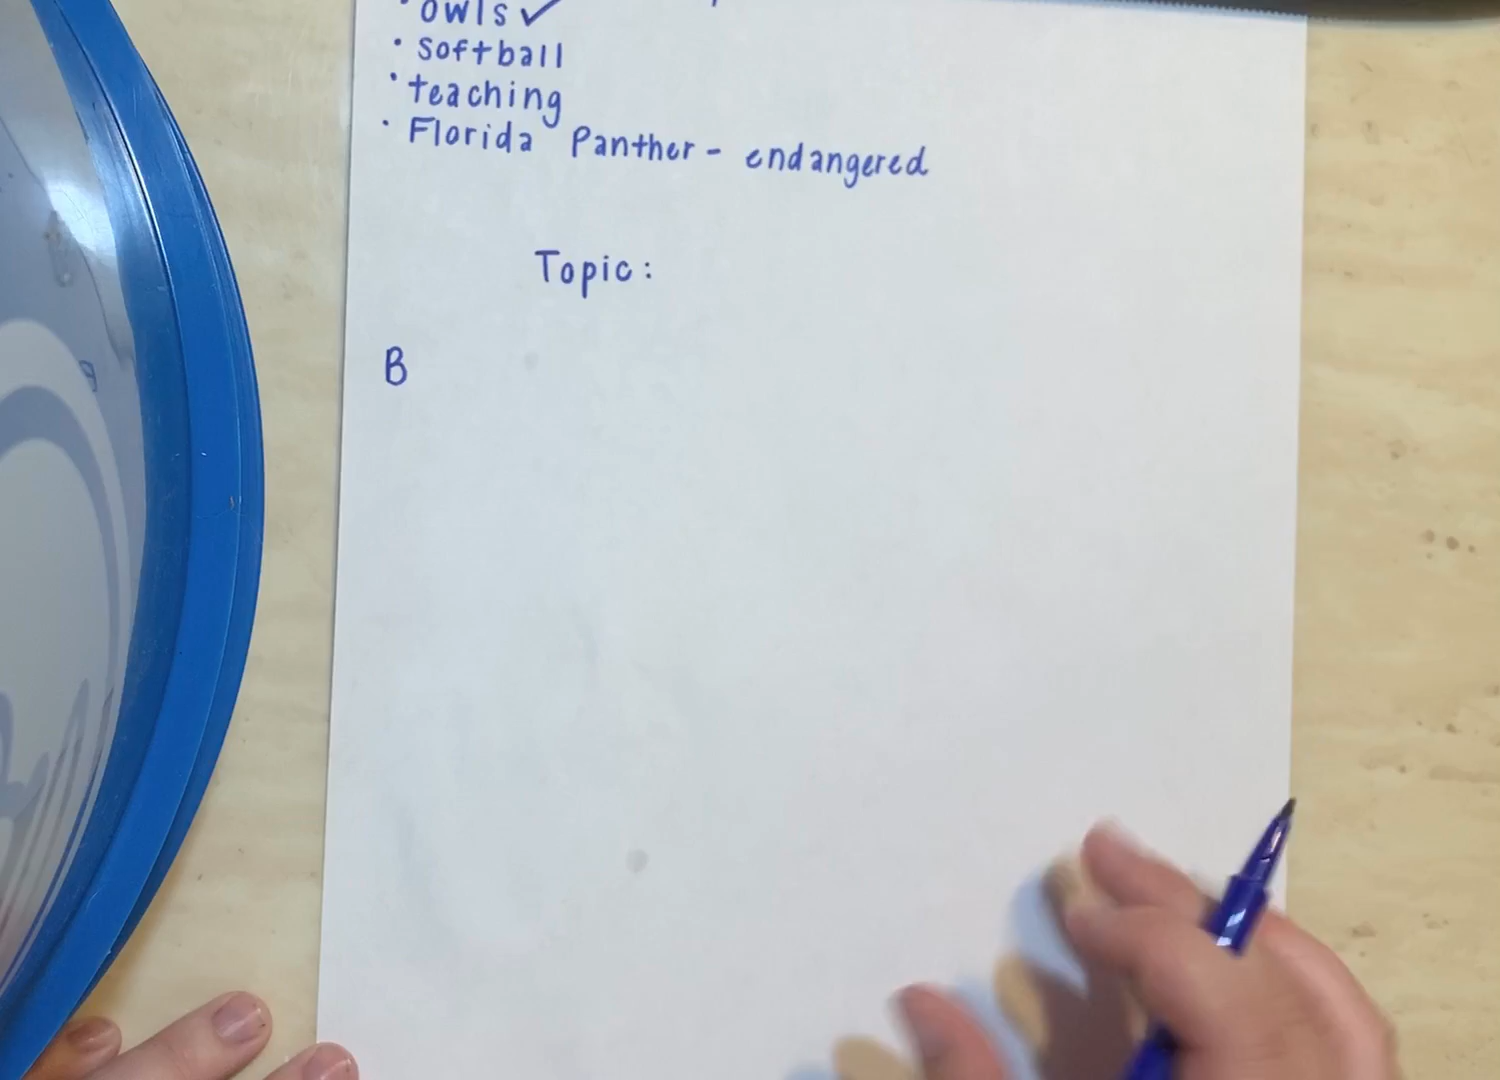 • owls ✓
• softball
• teaching
• Florida Panther - endangered
Topic:
B